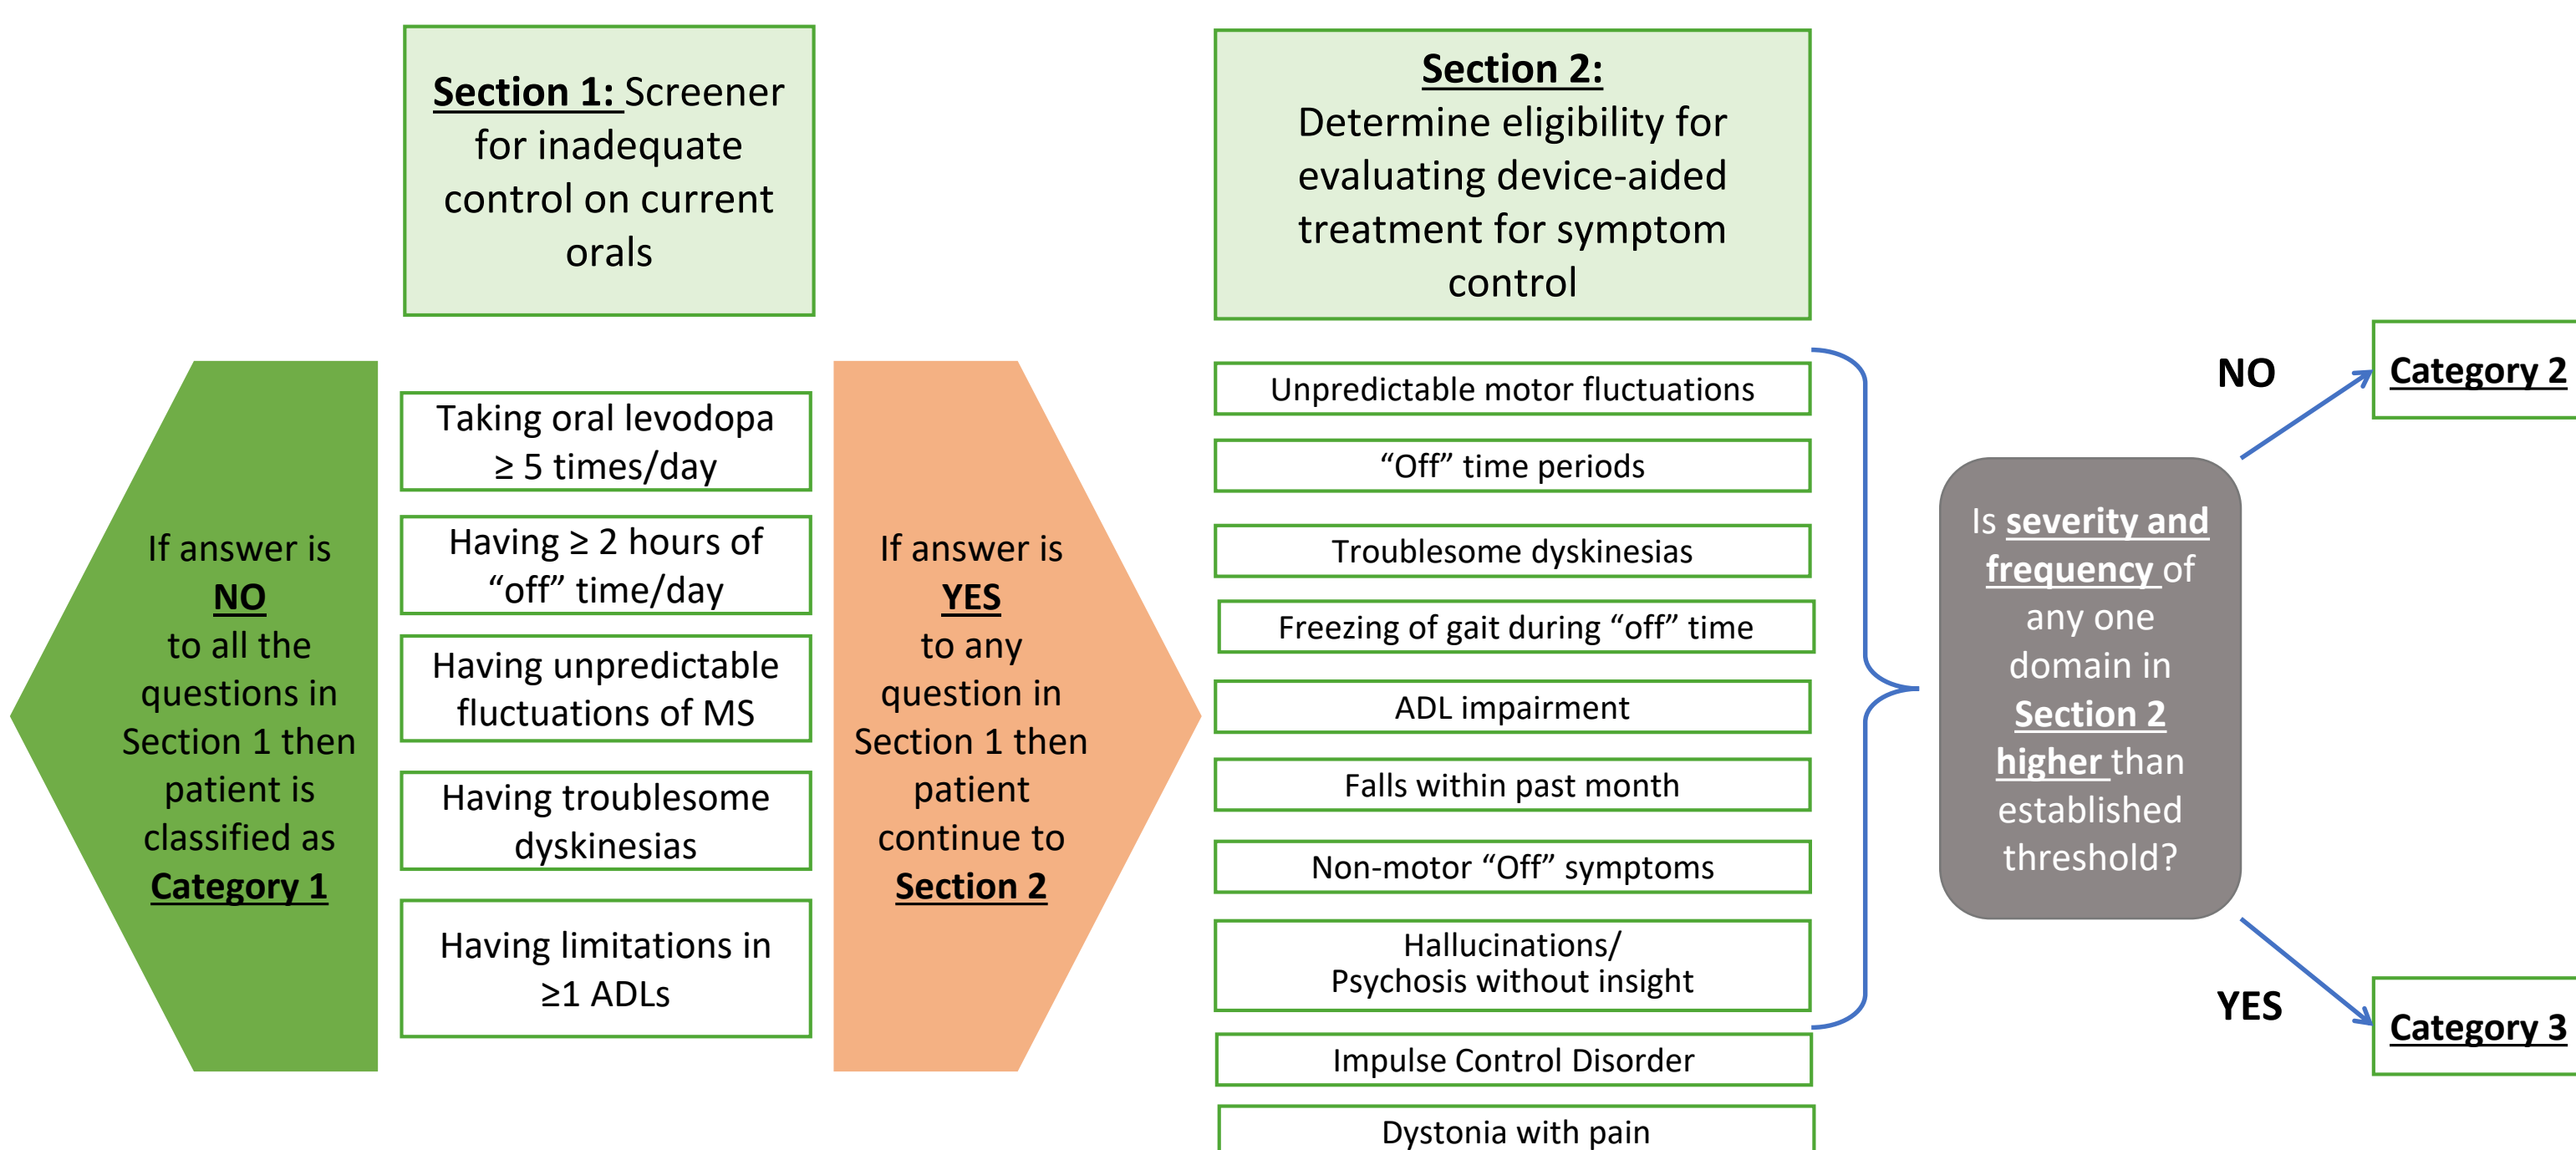 Section 1: Screener
for inadequate
control on current
orals
Section 2:
Determine eligibility for
evaluating device-aided
treatment for symptom
control
If answer is
NO
to all the
questions in
Section 1 then
patient is
classified as
Category 1
Taking oral levodopa
≥ 5 times/day
Having ≥ 2 hours of
“off” time/day
Having unpredictable
fluctuations of MS
Having troublesome
dyskinesias
Having limitations in
≥1 ADLs
If answer is
YES
to any
question in
Section 1 then
patient
continue to
Section 2
Unpredictable motor fluctuations
“Off” time periods
Troublesome dyskinesias
Freezing of gait during “off” time
ADL impairment
Falls within past month
Non-motor “Off” symptoms
Hallucinations/
Psychosis without insight
Impulse Control Disorder
Dystonia with pain
Is severity and
frequency of
any one
domain in
Section 2
higher than
established
threshold?
NO
Category 2
YES
Category 3